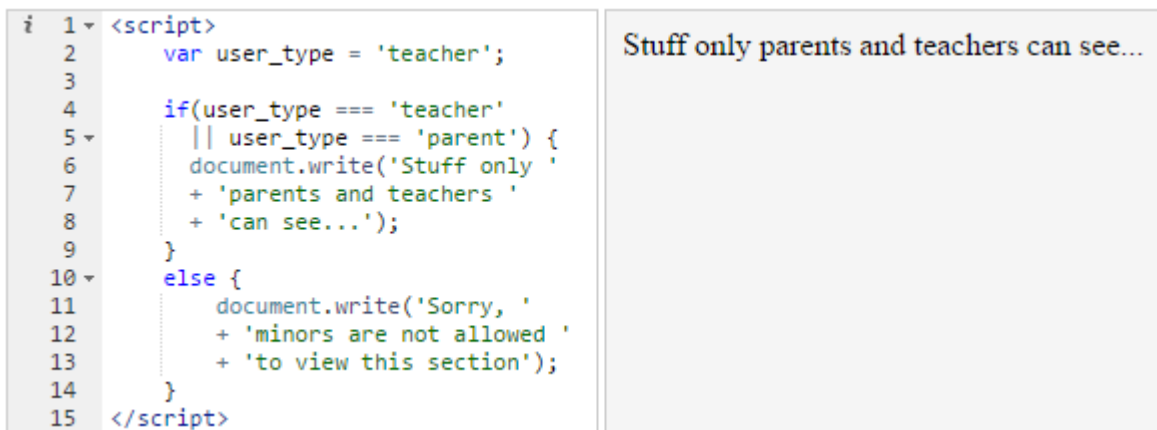 i 1 <script>
2 var user_type = 'teacher';
3
4 if(user_type === 'teacher'
5 || user_type === 'parent') {
6 document.write('Stuff only '
7 + 'parents and teachers '
8 + 'can see...');
9 }
10 else {
11 document.write('Sorry, '
12 + 'minors are not allowed '
13 + 'to view this section');
14 }
15 </script>
Stuff only parents and teachers can see...